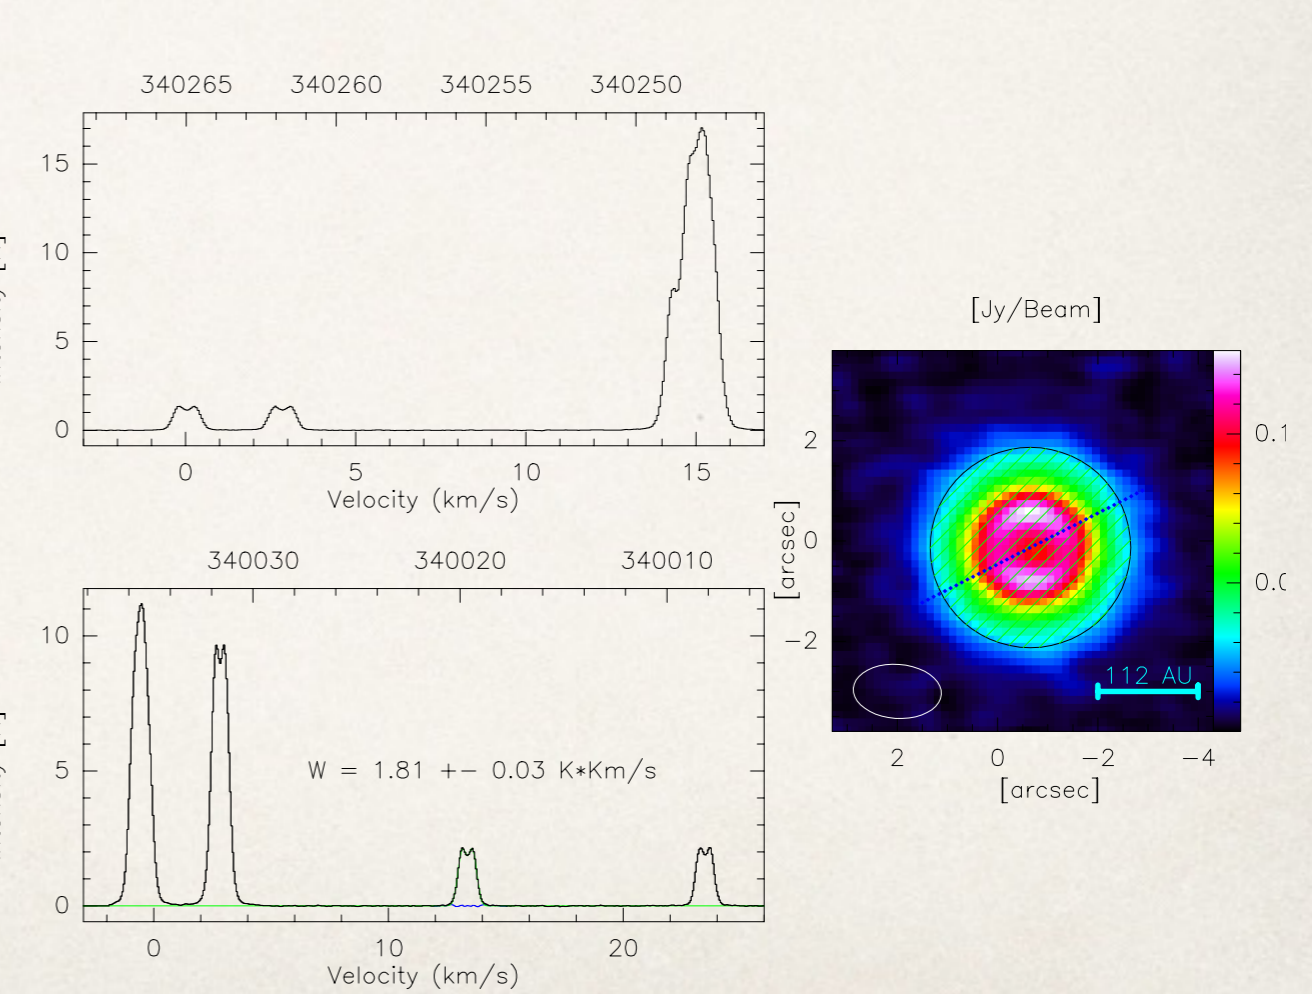 340265 340260 340255 340250
15
10
5
0
0 5 10 15
Velocity (km/s)
340030 340020 340010
10
5
0
W = 1.81 +− 0.03 K*Km/s
0 10 20
Velocity (km/s)
[Jy/Beam]
2
0
−2
[arcsec]
0.1
112 AU
2 0 −2 −4
[arcsec]